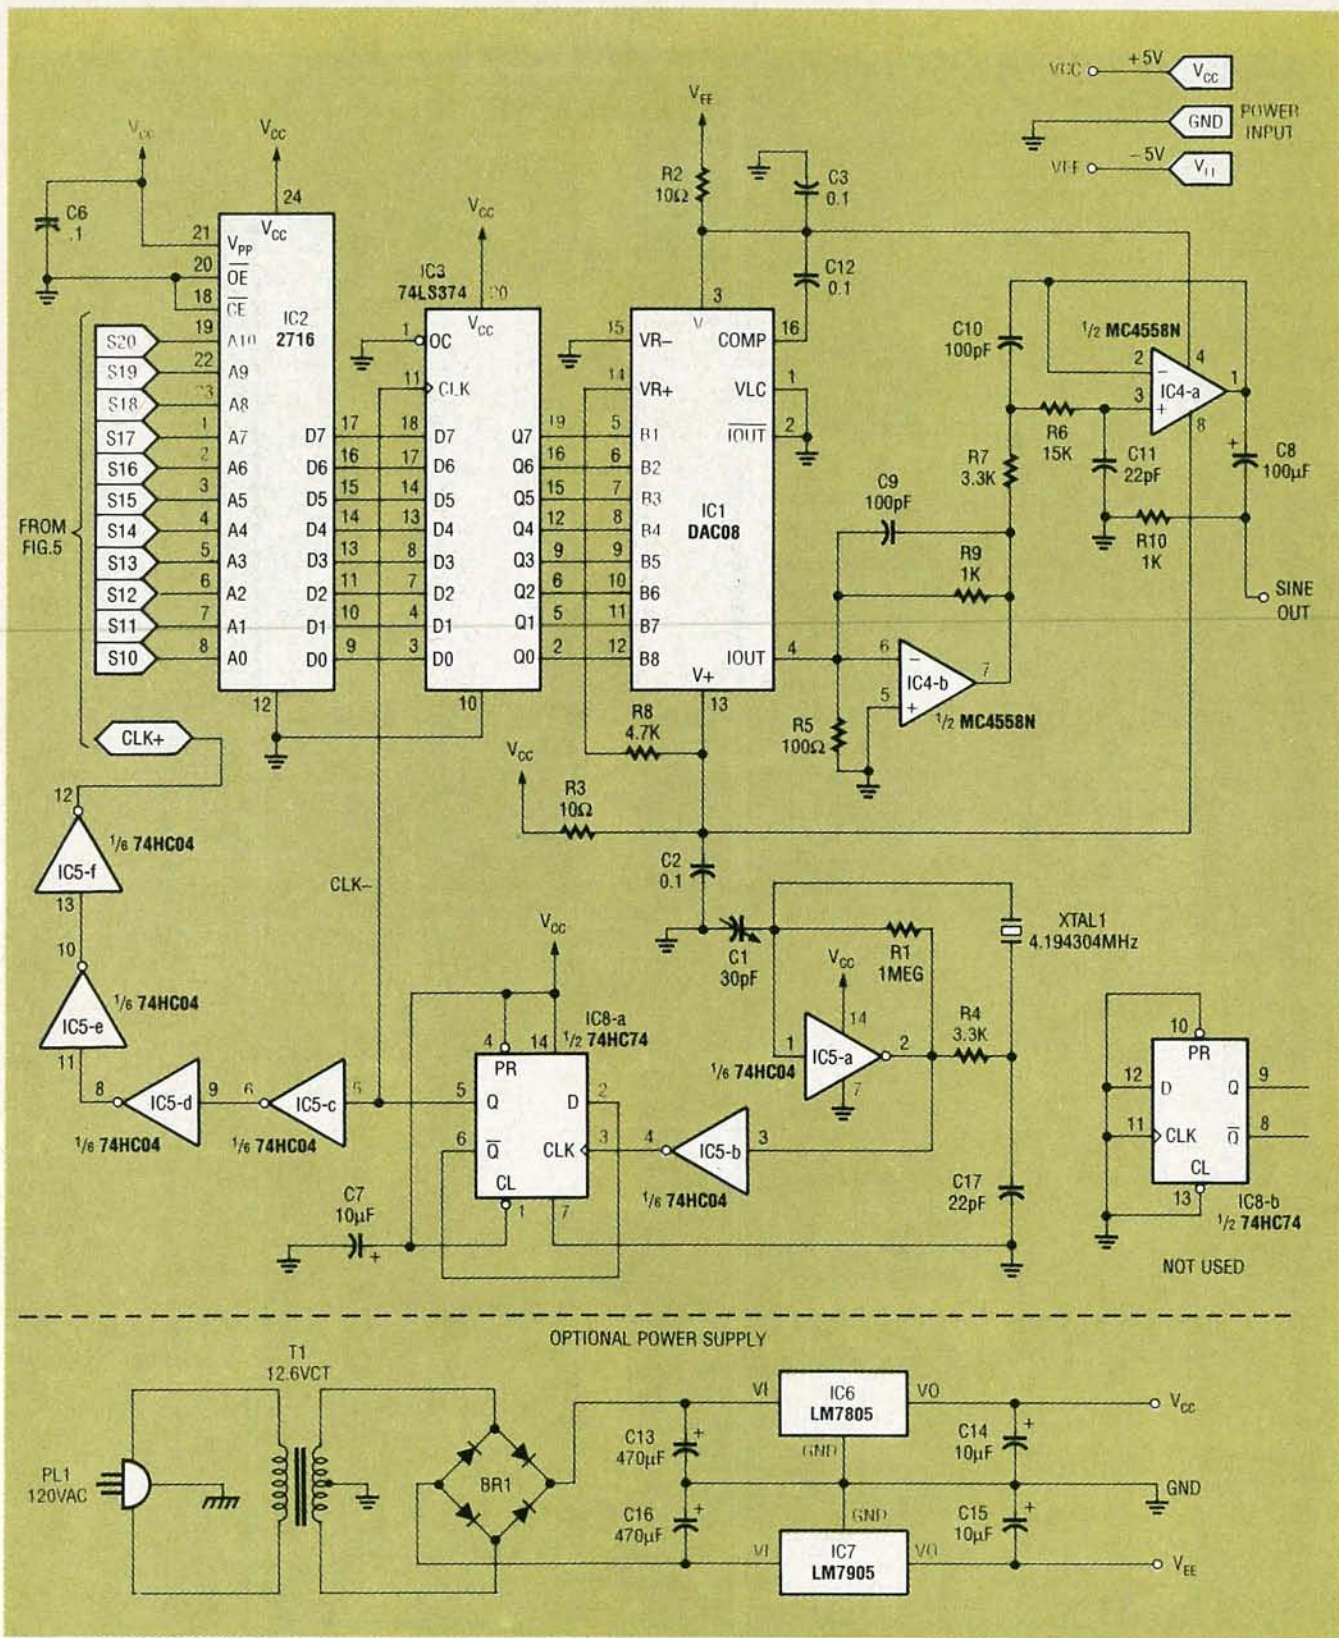 VCC
+5V
VCC
GND
POWER
INPUT
VEE
−5V
VCC
VCC
VEE
C6
.1
24
VCC
21
VPP
20
OE
18
CE
IC2
2716
FROM
FIG.5
S20
19
A10
S19
22
A9
S18
23
A8
S17
1
A7
S16
2
A6
S15
3
A5
S14
4
A4
S13
5
A3
S12
6
A2
S11
7
A1
S10
8
A0
D7
17
D6
16
D5
15
D4
14
D3
13
D2
11
D1
10
D0
9
12
CLK+
VCC
IC3
74LS374
20
VCC
1
OC
11
CLK
18
D7
Q7
19
17
D6
Q6
16
14
D5
Q5
15
13
D4
Q4
12
8
D3
Q3
9
7
D2
Q2
6
4
D1
Q1
5
3
D0
Q0
2
10
R2
10Ω
C3
0.1
C12
0.1
3
V
15
VR−
COMP
16
14
VR+
VLC
1
IOUT
2
5
B1
6
B2
7
B3
8
B4
9
B5
10
B6
11
B7
12
B8
IC1
DAC08
IOUT
4
V+
13
R8
4.7K
VCC
R3
10Ω
C2
0.1
C10
100pF
1/2 MC4558N
2
−
3
+
4
IC4-a
1
8
R6
15K
C11
22pF
C8
+
100µF
R7
3.3K
R10
1K
C9
100pF
R9
1K
SINE
OUT
6
−
5
+
IC4-b
7
1/2 MC4558N
R5
100Ω
12
IC5-f
1/6 74HC04
13
10
IC5-e
1/6 74HC04
11
8
IC5-d
9
1/6 74HC04
6
IC5-c
5
1/6 74HC04
CLK−
VCC
4
14
IC8-a
1/2 74HC74
PR
5
Q
D
2
6
Q
CLK
3
CL
1
7
C7
10µF
+
4
IC5-b
3
1/6 74HC04
C1
30pF
R1
1MEG
VCC
14
1
IC5-a
2
7
1/6 74HC04
R4
3.3K
XTAL1
4.194304MHz
C17
22pF
10
PR
12
D
Q
9
11
CLK
Q
8
CL
13
IC8-b
1/2 74HC74
NOT USED
OPTIONAL POWER SUPPLY
T1
12.6VCT
PL1
120VAC
BR1
C13
470µF
+
C16
470µF
+
VI
IC6
LM7805
VO
GND
C14
10µF
+
VCC
GND
GND
VI
IC7
LM7905
VO
C15
10µF
+
VEE